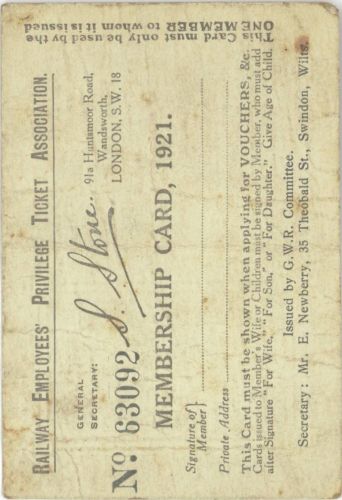 This Card must only be used by the
ONE MEMBER to whom it is issued
RAILWAY EMPLOYEES' PRIVILEGE TICKET ASSOCIATION.
GENERAL
SECRETARY:
S. Stone.
91a Huntsmoor Road,
Wandsworth,
LONDON, S.W. 18
No. 63092
MEMBERSHIP CARD, 1921.
Signature of
Member
Private Address
This Card must be shown when applying for VOUCHERS, &c.
Cards issued to Member's Wife or Children must be signed by Member, who must add
after Signature "For Wife," "For Son," or "For Daughter." Give Age of Child.
Issued by G.W.R. Committee.
Secretary: Mr. E. Newberry, 35 Theobald St., Swindon, Wilts.